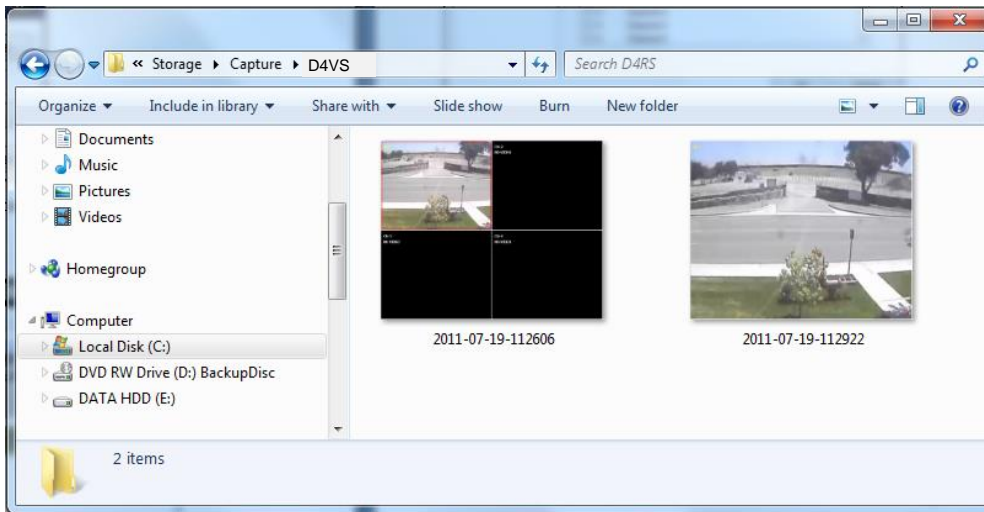 « Storage ▸ Capture ▸ D4VS
Search D4RS
Organize ▾ Include in library ▾ Share with ▾ Slide show Burn New folder
Documents
Music
Pictures
Videos
Homegroup
Computer
Local Disk (C:)
DVD RW Drive (D:) BackupDisc
DATA HDD (E:)
2011-07-19-112606
2011-07-19-112922
2 items